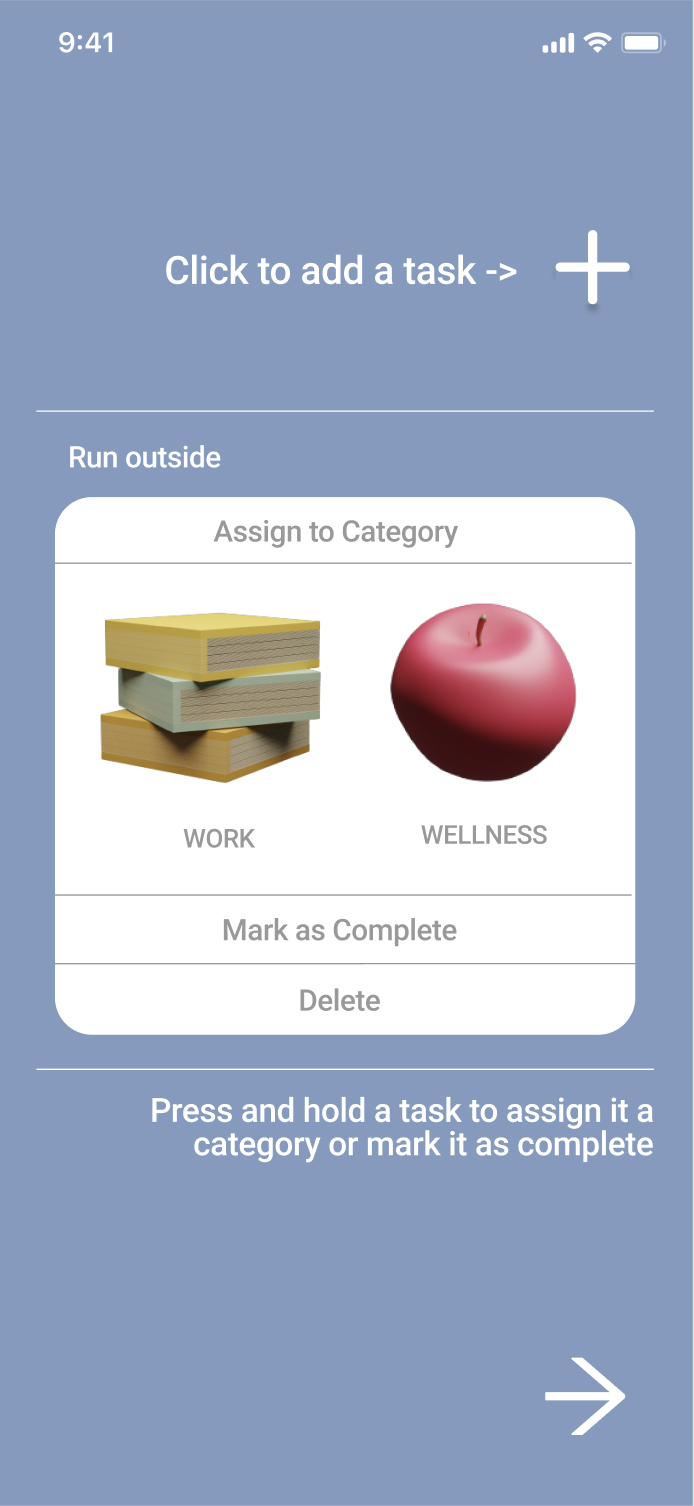 9:41
Click to add a task ->
Run outside
Assign to Category
WORK
WELLNESS
Mark as Complete
Delete
Press and hold a task to assign it a
category or mark it as complete